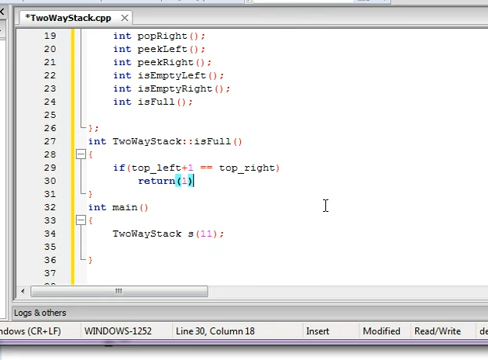 *TwoWayStack.cpp
19 int popRight();
20 int peekLeft();
21 int peekRight();
22 int isEmptyLeft();
23 int isEmptyRight();
24 int isFull();
25
26 };
27 int TwoWayStack::isFull()
28 {
29 if(top_left+1 == top_right)
30 return(1)
31 }
32 int main()
33 {
34 TwoWayStack s(11);
35
36 }
37
Logs & others
ndows (CR+LF) WINDOWS-1252 Line 30, Column 18 Insert Modified Read/Write de